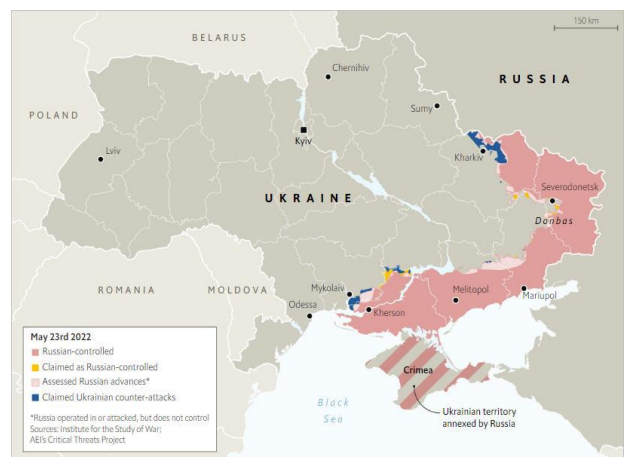 150 km
BELARUS
Chernihiv
RUSSIA
Sumy
POLAND
Kyiv
Lviv
Kharkiv
UKRAINE
Severodonetsk
Donbas
ROMANIA
MOLDOVA
Mykolaiv
Melitopol
Mariupol
Odessa
Kherson
May 23rd 2022
Russian-controlled
Claimed as Russian-controlled
Assessed Russian advances*
Claimed Ukrainian counter-attacks
*Russia operated in or attacked, but does not control
Sources: Institute for the Study of War;
AEI's Critical Threats Project
Crimea
Black
Sea
Ukrainian territory
annexed by Russia